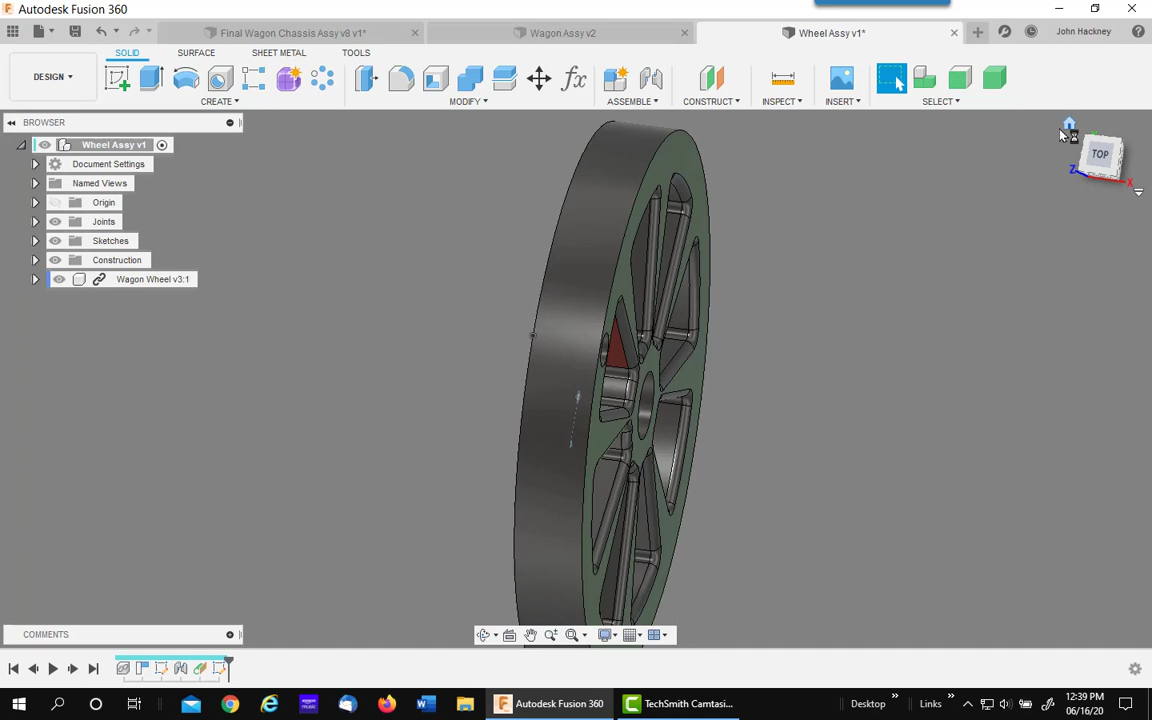 Autodesk Fusion 360
Final Wagon Chassis Assy v8 v1*
Wagon Assy v2
Wheel Assy v1*
John Hackney
SOLID
SURFACE
SHEET METAL
TOOLS
DESIGN
fx
CREATE
MODIFY
ASSEMBLE
CONSTRUCT
INSPECT
INSERT
SELECT
BROWSER
Wheel Assy v1
Document Settings
Named Views
Origin
Joints
Sketches
Construction
Wagon Wheel v3:1
TOP
Z
X
COMMENTS
Autodesk Fusion 360
TechSmith Camtasi...
Desktop
Links
12:39 PM
06/16/20